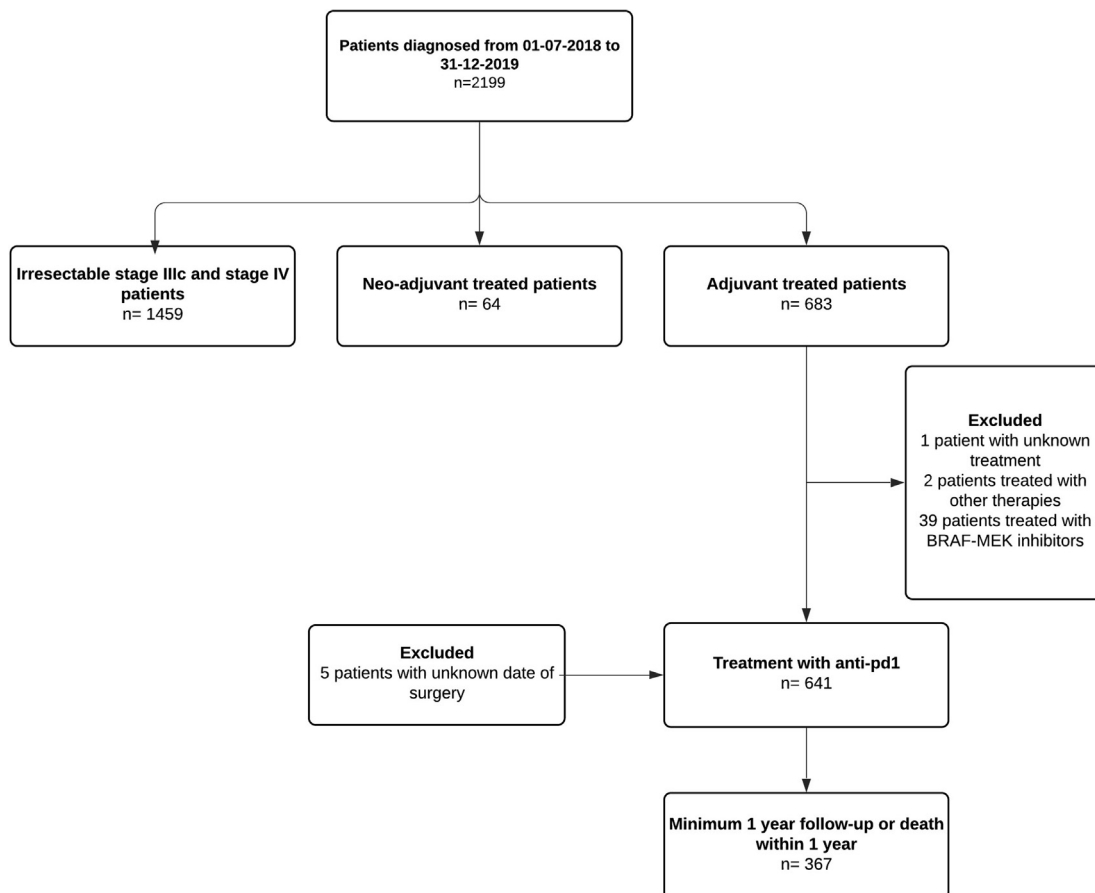 Patients diagnosed from 01-07-2018 to
31-12-2019
n=2199
Irresectable stage IIIc and stage IV
patients
n= 1459
Neo-adjuvant treated patients
n= 64
Adjuvant treated patients
n= 683
Excluded
1 patient with unknown
treatment
2 patients treated with
other therapies
39 patients treated with
BRAF-MEK inhibitors
Excluded
5 patients with unknown date of
surgery
Treatment with anti-pd1
n= 641
Minimum 1 year follow-up or death
within 1 year
n= 367